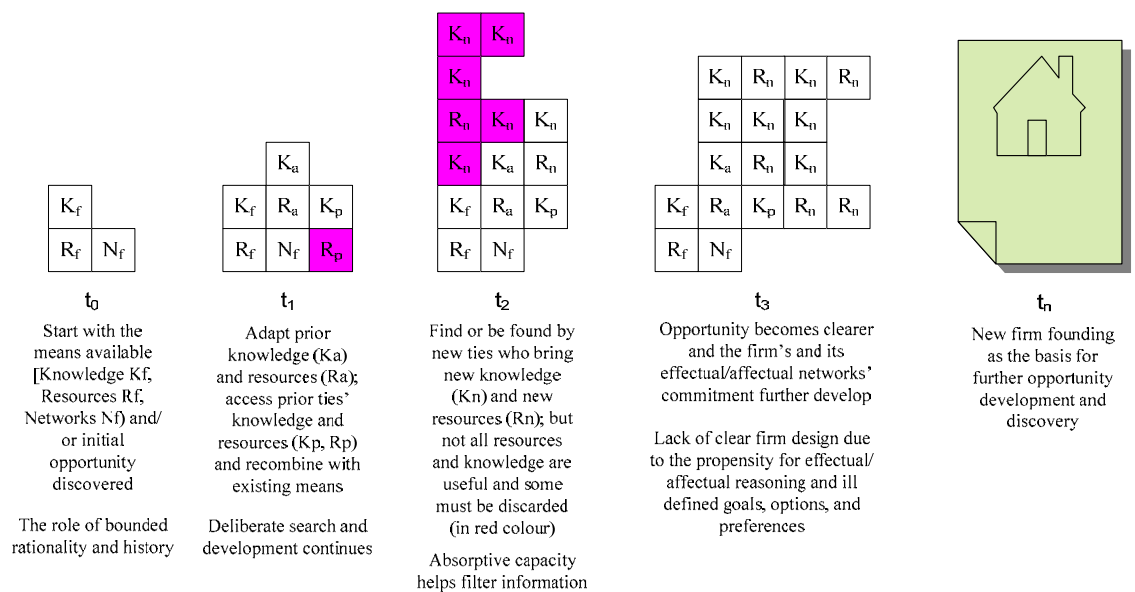 Kn Kn
Kn
Rn Kn Kn
Kn Ka Rn
Kf Ra Kp
Rf Nf
Kn Rn Kn Rn
Kn Kn Kn
Ka Rn Kn
Kf Ra Kp Rn Rn
Rf Nf
Ka
Kf Ra Kp
Rf Nf Rp
Kf
Rf Nf
t0
Start with the
means available
[Knowledge Kf,
Resources Rf,
Networks Nf) and/
or initial
opportunity
discovered
The role of bounded
rationality and history
t1
Adapt prior
knowledge (Ka)
and resources (Ra);
access prior ties'
knowledge and
resources (Kp, Rp)
and recombine with
existing means
Deliberate search and
development continues
t2
Find or be found by
new ties who bring
new knowledge
(Kn) and new
resources (Rn); but
not all resources
and knowledge are
useful and some
must be discarded
(in red colour)
Absorptive capacity
helps filter information
t3
Opportunity becomes clearer
and the firm's and its
effectual/affectual networks'
commitment further develop
Lack of clear firm design due
to the propensity for effectual/
affectual reasoning and ill
defined goals, options, and
preferences
tn
New firm founding
as the basis for
further opportunity
development and
discovery